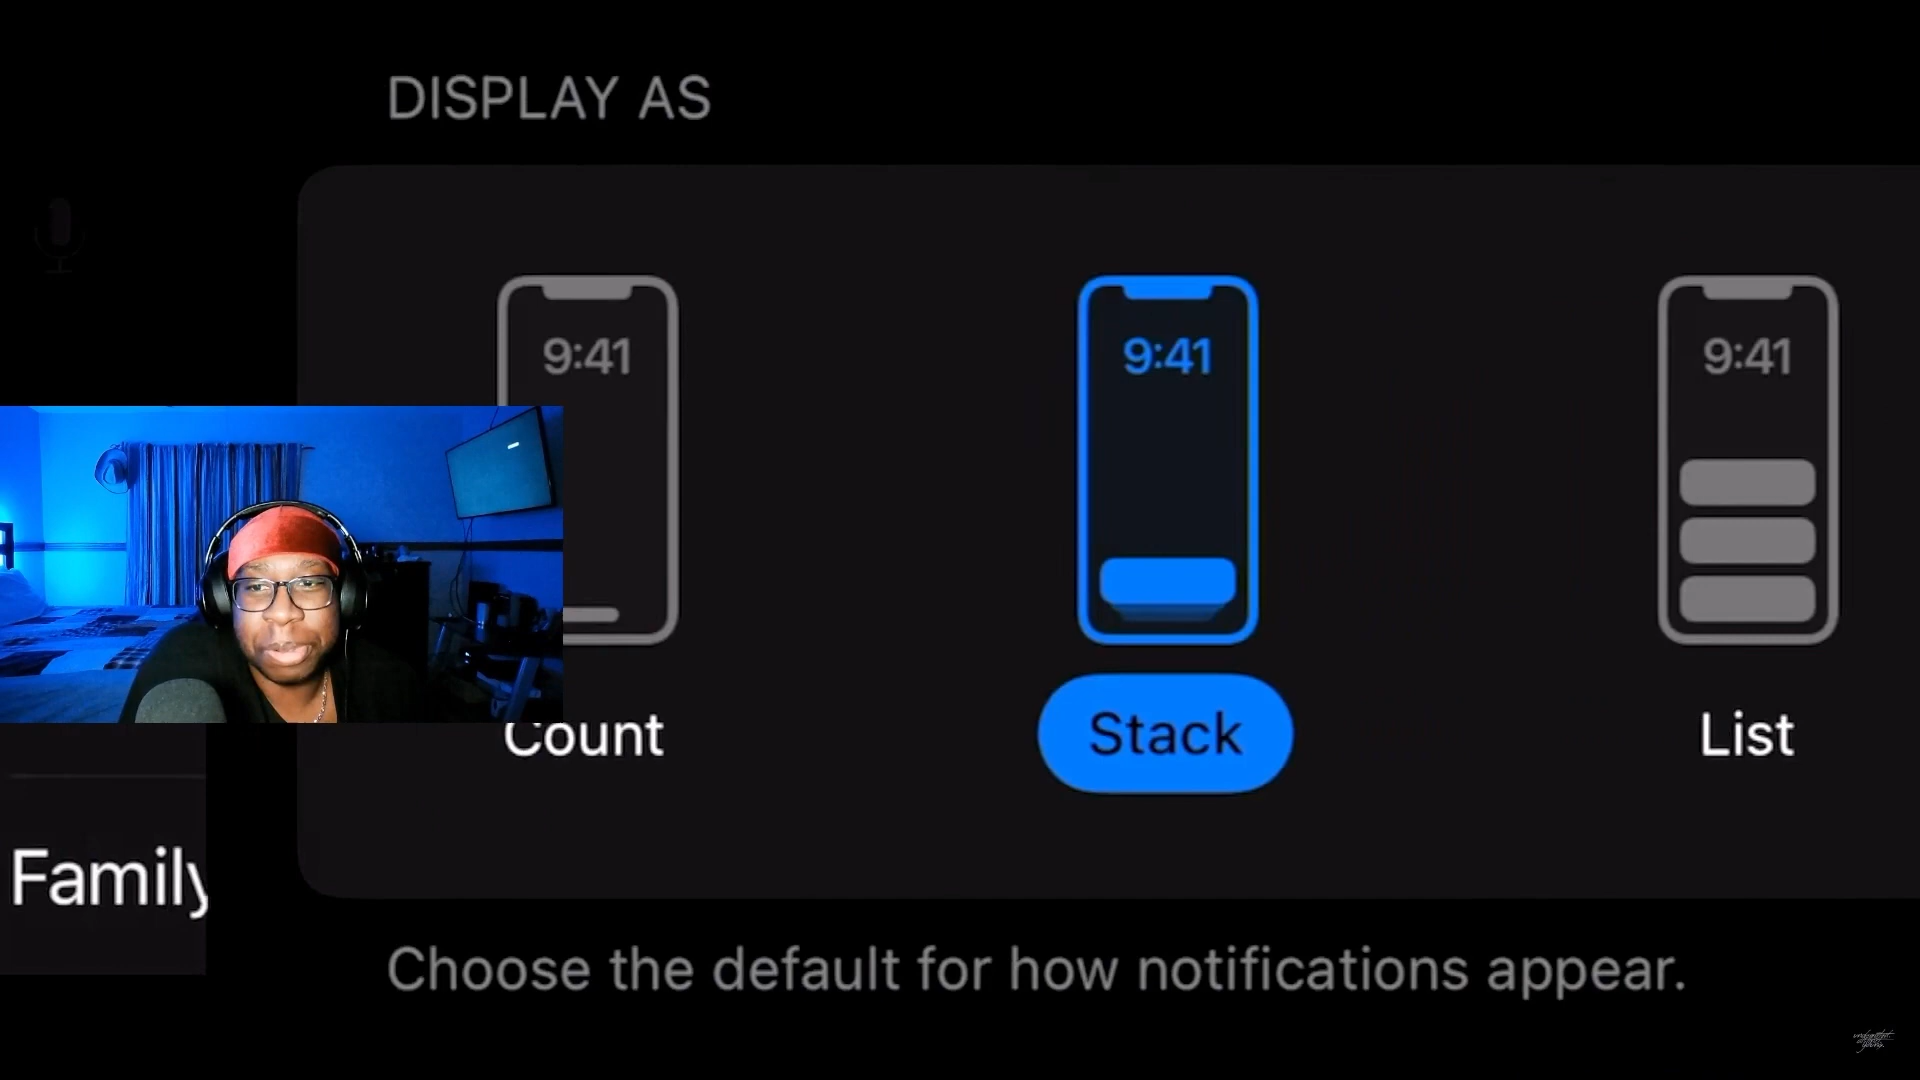 DISPLAY AS
9:41
9:41
9:41
Count
Stack
List
Family
Choose the default for how notifications appear.